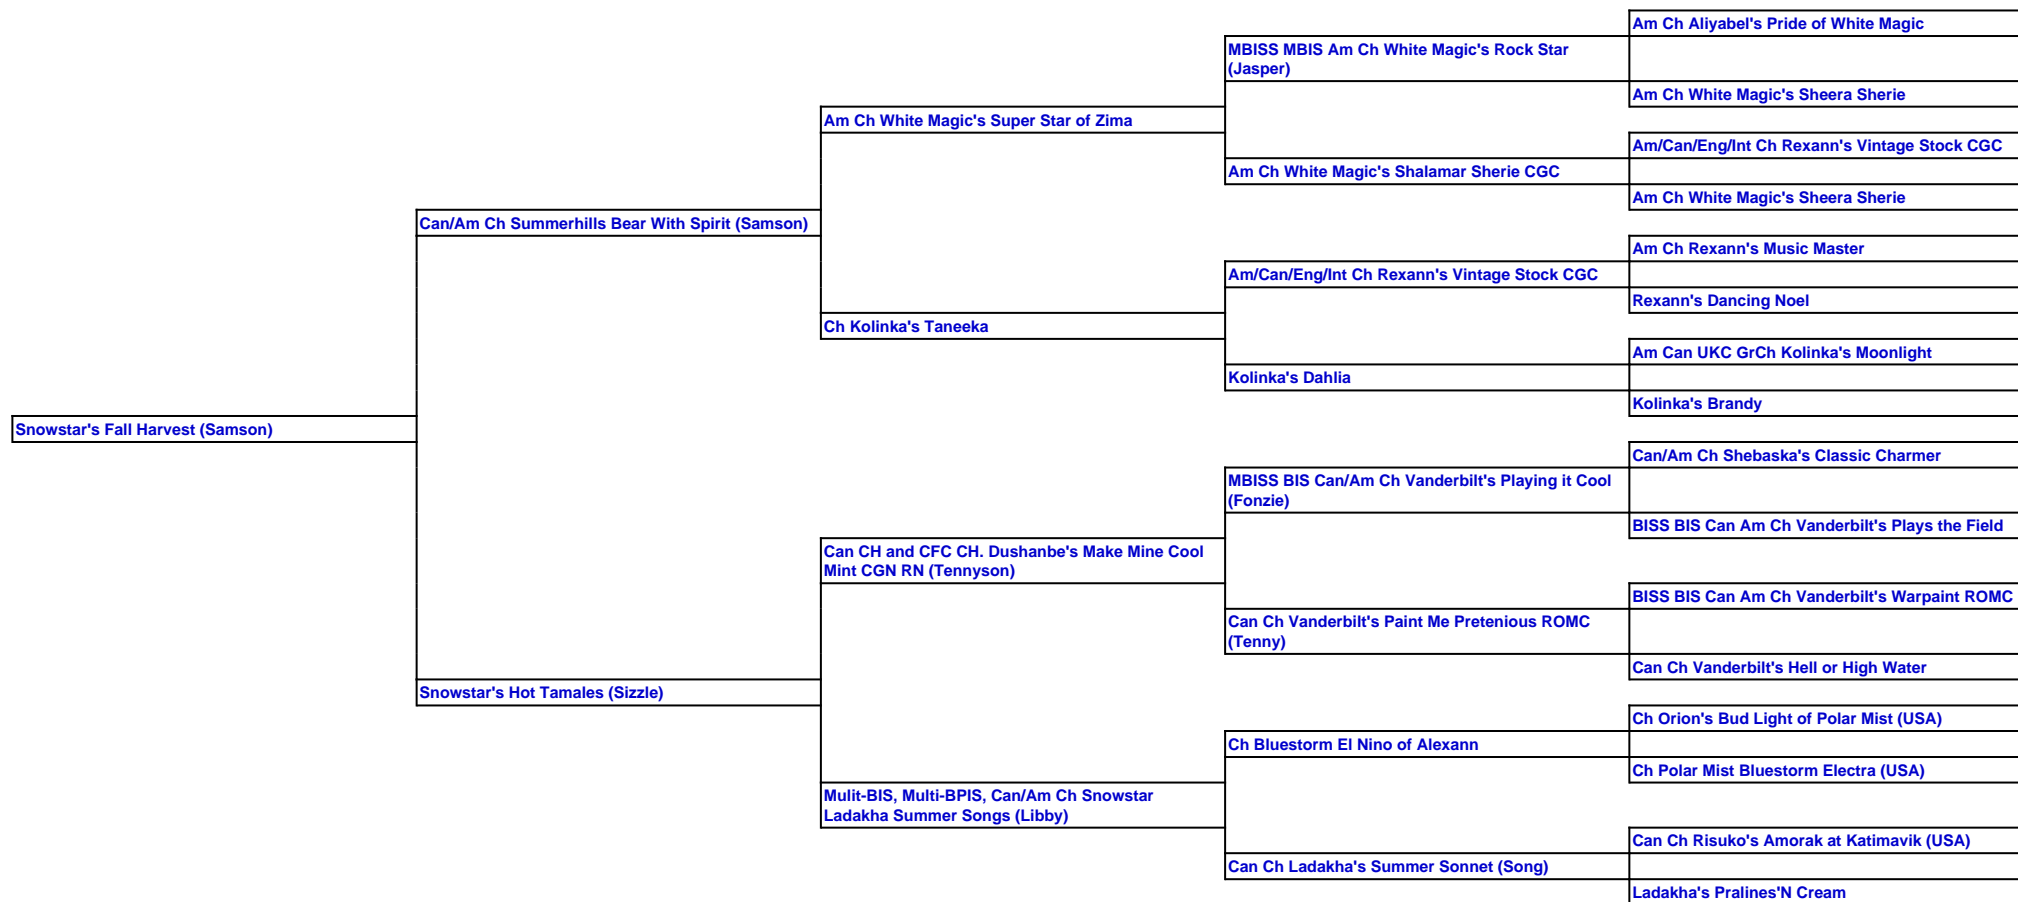 Am Ch Aliyabel's Pride of White Magic
MBISS MBIS Am Ch White Magic's Rock Star
(Jasper)
Am Ch White Magic's Sheera Sherie
Am Ch White Magic's Super Star of Zima
Am/Can/Eng/Int Ch Rexann's Vintage Stock CGC
Am Ch White Magic's Shalamar Sherie CGC
Am Ch White Magic's Sheera Sherie
Can/Am Ch Summerhills Bear With Spirit (Samson)
Am Ch Rexann's Music Master
Am/Can/Eng/Int Ch Rexann's Vintage Stock CGC
Rexann's Dancing Noel
Ch Kolinka's Taneeka
Am Can UKC GrCh Kolinka's Moonlight
Kolinka's Dahlia
Kolinka's Brandy
Snowstar's Fall Harvest (Samson)
Can/Am Ch Shebaska's Classic Charmer
MBISS BIS Can/Am Ch Vanderbilt's Playing it Cool
(Fonzie)
BISS BIS Can Am Ch Vanderbilt's Plays the Field
Can CH and CFC CH. Dushanbe's Make Mine Cool
Mint CGN RN (Tennyson)
BISS BIS Can Am Ch Vanderbilt's Warpaint ROMC
Can Ch Vanderbilt's Paint Me Pretenious ROMC
(Tenny)
Can Ch Vanderbilt's Hell or High Water
Snowstar's Hot Tamales (Sizzle)
Ch Orion's Bud Light of Polar Mist (USA)
Ch Bluestorm El Nino of Alexann
Ch Polar Mist Bluestorm Electra (USA)
Mulit-BIS, Multi-BPIS, Can/Am Ch Snowstar
Ladakha Summer Songs (Libby)
Can Ch Risuko's Amorak at Katimavik (USA)
Can Ch Ladakha's Summer Sonnet (Song)
Ladakha's Pralines'N Cream